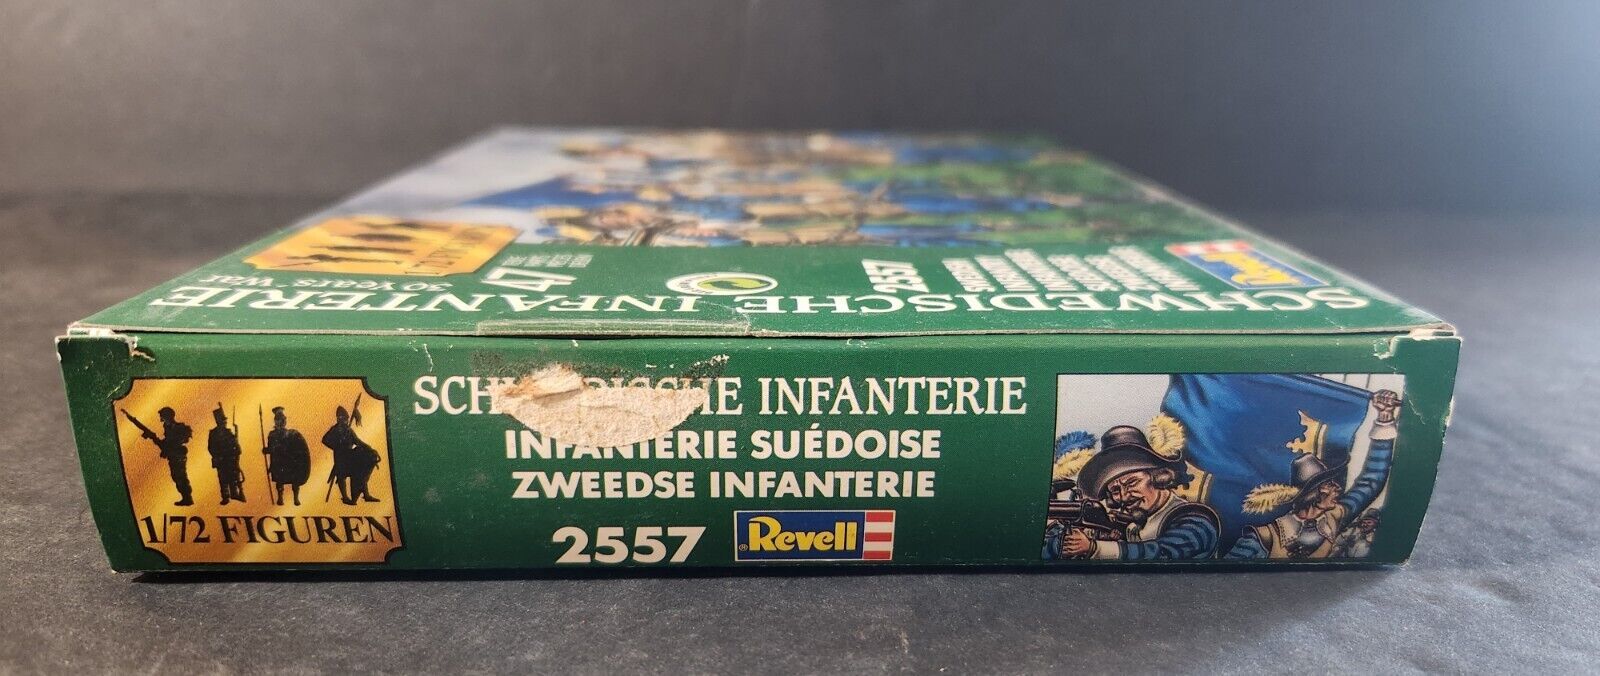 SCHWEDISCHE INFANTERIE
30 YEARS' WAR
47
2557
Revell
SCH DISCHE INFANTERIE
INFANTERIE SUÉDOISE
ZWEEDSE INFANTERIE
2557 ® Revell
1/72 FIGUREN